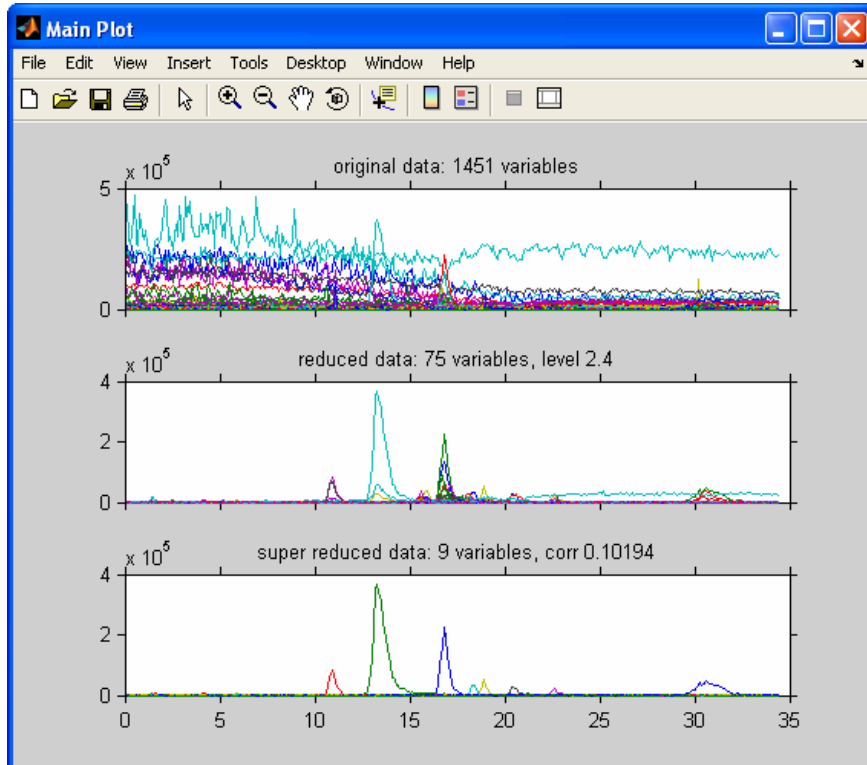 Main Plot
File Edit View Insert Tools Desktop Window Help
x 10^5
original data: 1451 variables
5
0
x 10^5
reduced data: 75 variables, level 2.4
4
2
0
x 10^5
super reduced data: 9 variables, corr 0.10194
4
2
0
0 5 10 15 20 25 30 35